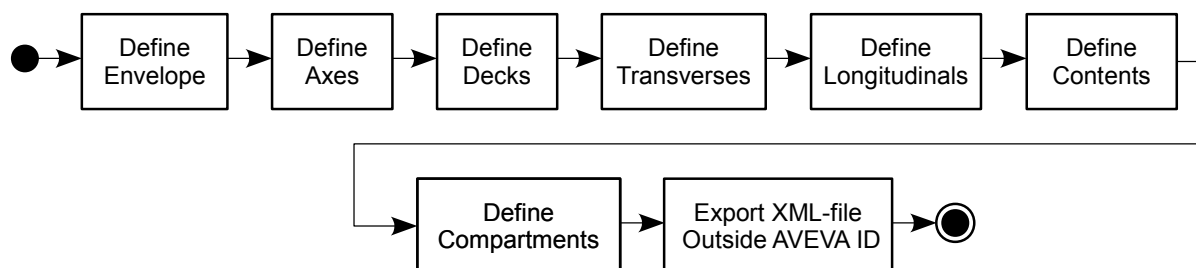 Define
Envelope
Define
Axes
Define
Decks
Define
Transverses
Define
Longitudinals
Define
Contents
Define
Compartments
Export XML-file
Outside AVEVA ID